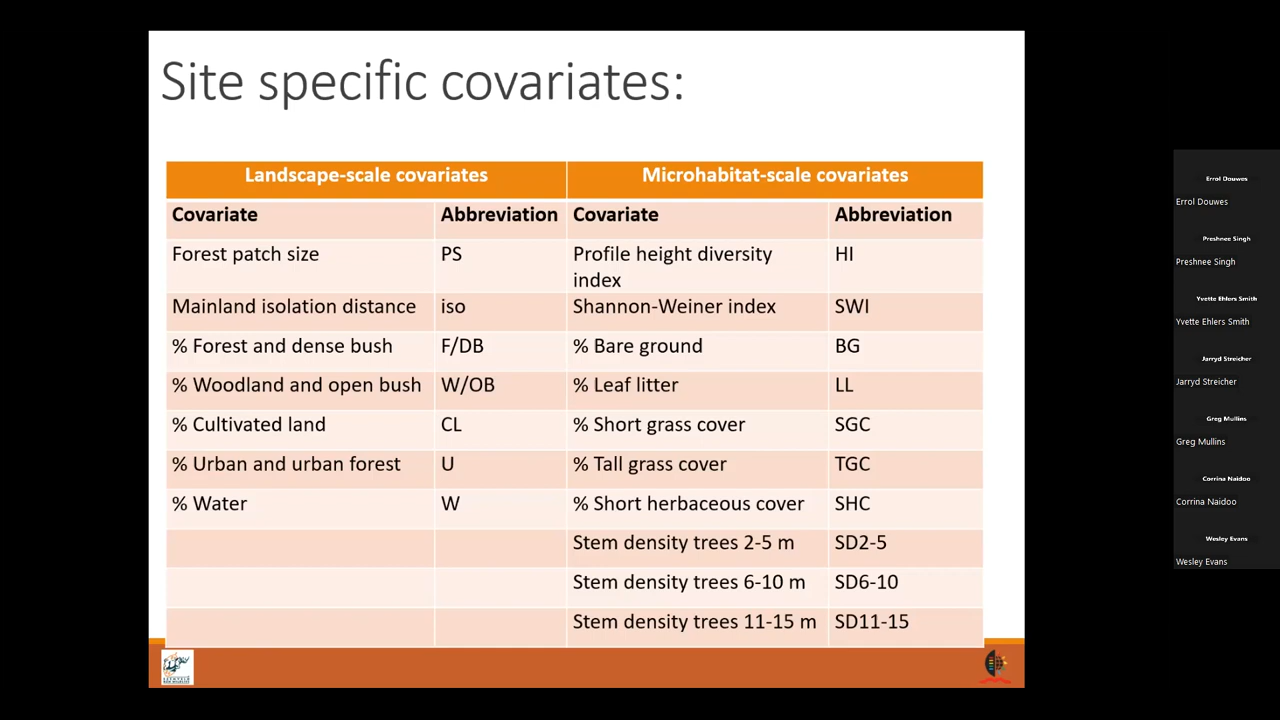 Site specific covariates:
Landscape-scale covariates Microhabitat-scale covariates
Covariate Abbreviation Covariate Abbreviation
Forest patch size PS Profile height diversity HI
index
Mainland isolation distance iso Shannon-Weiner index SWI
% Forest and dense bush F/DB % Bare ground BG
% Woodland and open bush W/OB % Leaf litter LL
% Cultivated land CL % Short grass cover SGC
% Urban and urban forest U % Tall grass cover TGC
% Water W % Short herbaceous cover SHC
Stem density trees 2-5 m SD2-5
Stem density trees 6-10 m SD6-10
Stem density trees 11-15 m SD11-15
Errol Douwes
Errol Douwes
Preshnee Singh
Preshnee Singh
Yvette Ehlers Smith
Yvette Ehlers Smith
Jarryd Streicher
Jarryd Streicher
Greg Mullins
Greg Mullins
Corrina Naidoo
Corrina Naidoo
Wesley Evans
Wesley Evans